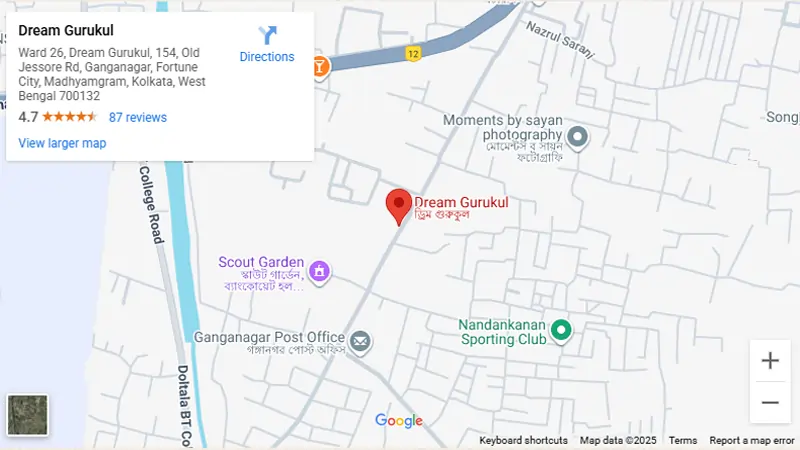 Dream Gurukul
Ward 26, Dream Gurukul, 154, Old
Jessore Rd, Ganganagar, Fortune
City, Madhyamgram, Kolkata, West
Bengal 700132
4.7
87 reviews
View larger map
Directions
12
Nazrul Sarani
Moments by sayan
photography
মোমেন্টস ব সায়ন
ফটোগ্রাফি
Song
College Road
Dream Gurukul
ড্রিম গুরুকুল
Scout Garden
স্কাউট গার্ডেন,
ব্যাংকোয়েট হল...
Nandankanan
Sporting Club
Ganganagar Post Office
গঙ্গানগর পোস্ট অফিস
Doltala BT Co
Google
Keyboard shortcuts
Map data ©2025
Terms
Report a map error